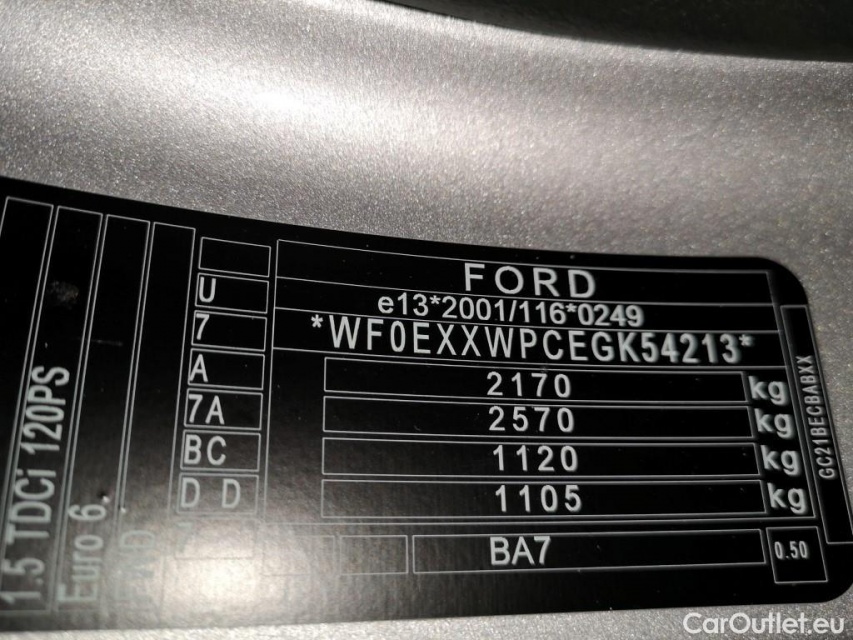 FORD
e13*2001/116*0249
*WF0EXXWPCEGK54213*
2170 kg
2570 kg
1120 kg
1105 kg
BA7
0.50
U
7
A
7A
BC
D D
1.5 TDCi 120PS
Euro 6.
GC21BECBABXX
CarOutlet.eu